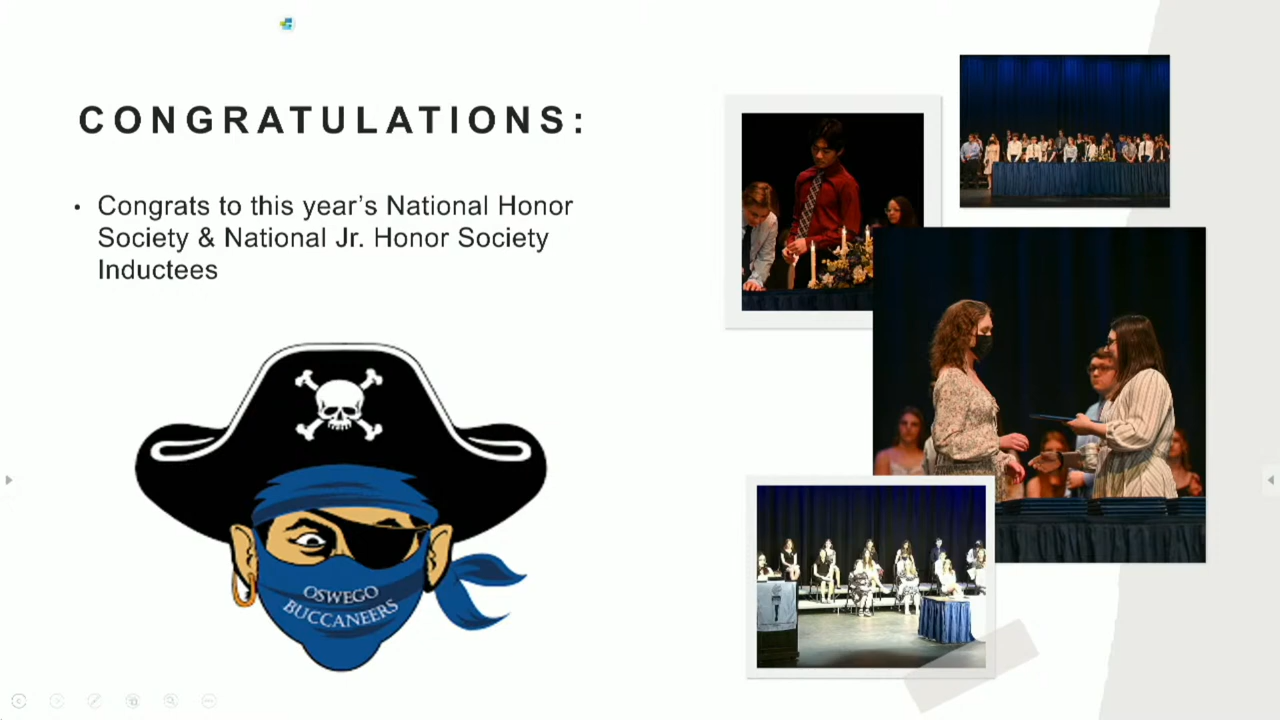 CONGRATULATIONS:
• Congrats to this year's National Honor
Society & National Jr. Honor Society
Inductees
OSWEGO
BUCCANEERS